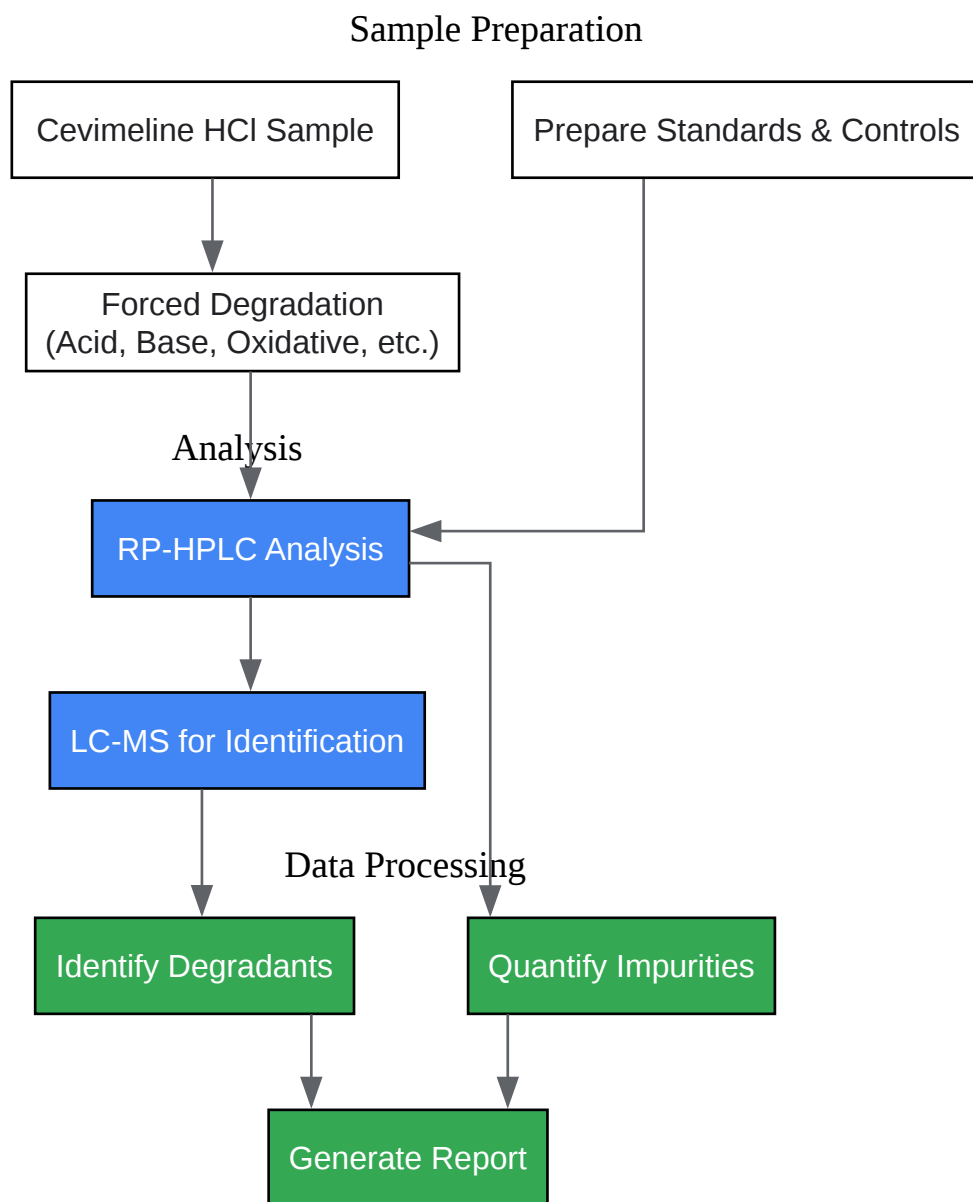 Sample Preparation
Cevimeline HCl Sample
Prepare Standards & Controls
Forced Degradation
(Acid, Base, Oxidative, etc.)
Analysis
RP-HPLC Analysis
LC-MS for Identification
Data Processing
Identify Degradants
Quantify Impurities
Generate Report